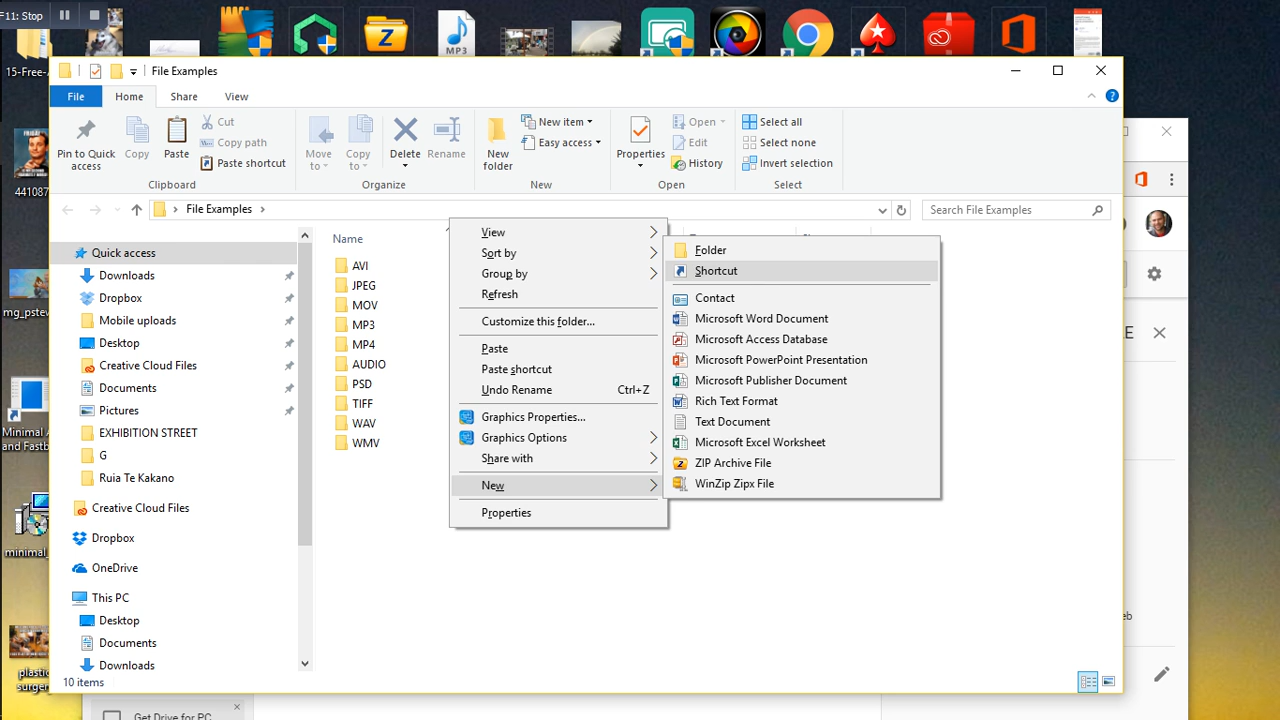 F11: Stop
15-Free-A
MP3
File Examples
File
Home
Share
View
Pin to Quick
access
Copy
Paste
Cut
Copy path
Paste shortcut
Clipboard
Move
to
Copy
to
Delete
Rename
Organize
New
folder
New item
Easy access
New
Properties
Open
Edit
History
Open
Select all
Select none
Invert selection
Select
441087
File Examples
Search File Examples
Quick access
Downloads
Dropbox
Mobile uploads
Desktop
Creative Cloud Files
Documents
Pictures
EXHIBITION STREET
G
Ruia Te Kakano
Creative Cloud Files
Dropbox
OneDrive
This PC
Desktop
Documents
Downloads
Name
AVI
JPEG
MOV
MP3
MP4
AUDIO
PSD
TIFF
WAV
WMV
View
Sort by
Group by
Refresh
Customize this folder...
Paste
Paste shortcut
Undo Rename Ctrl+Z
Graphics Properties...
Graphics Options
Share with
New
Properties
Folder
Shortcut
Contact
Microsoft Word Document
Microsoft Access Database
Microsoft PowerPoint Presentation
Microsoft Publisher Document
Rich Text Format
Text Document
Microsoft Excel Worksheet
ZIP Archive File
WinZip Zipx File
10 items
mg_pstew
Minimal A
and Fastb
minimal_
plastic
surger
E
eb
Get Drive for PC